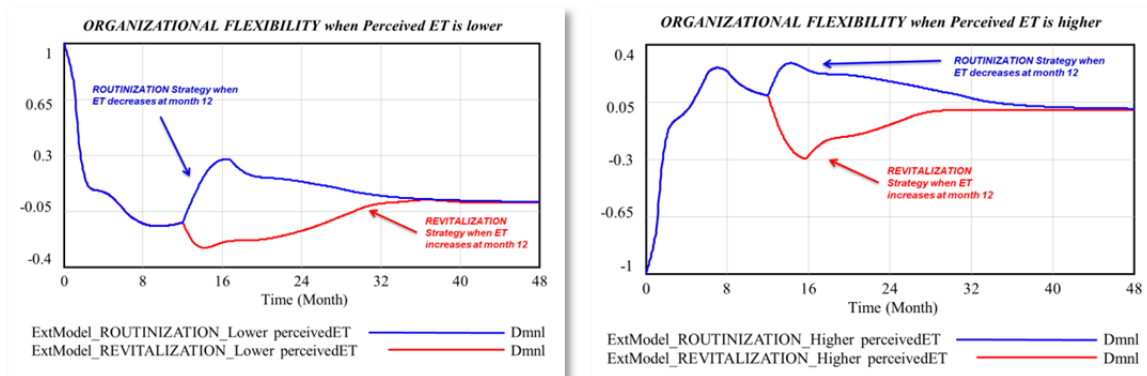 ORGANIZATIONAL FLEXIBILITY when Perceived ET is lower
1
0.65
0.3
-0.05
-0.4
ROUTINIZATION Strategy when
ET decreases at month 12
REVITALIZATION
Strategy when ET
increases at month 12
0 8 16 24 32 40 48
Time (Month)
ExtModel_ROUTINIZATION_Lower perceivedET Dmnl
ExtModel_REVITALIZATION_Lower perceivedET Dmnl
ORGANIZATIONAL FLEXIBILITY when Perceived ET is higher
0.4
0.05
-0.3
-0.65
-1
ROUTINIZATION Strategy when
ET decreases at month 12
REVITALIZATION
Strategy when ET
increases at month 12
0 8 16 24 32 40 48
Time (Month)
ExtModel_ROUTINIZATION_Higher perceivedET Dmnl
ExtModel_REVITALIZATION_Higher perceivedET Dmnl